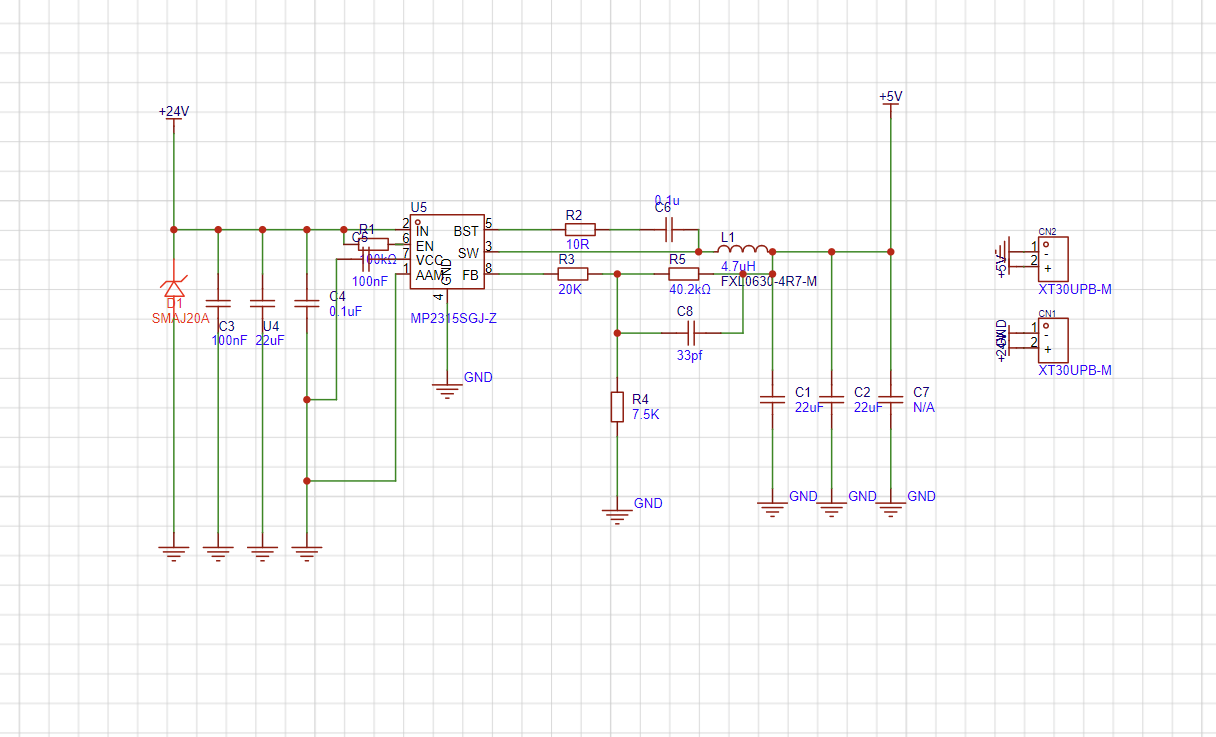 +24V
+5V
U5
2
IN
6
EN
7
VCC
1
AAM
BST
5
SW
3
FB
8
GND
4
MP2315SGJ-Z
GND
R1
100kΩ
C5
100nF
D1
SMAJ20A
C3
100nF
U4
22uF
C4
0.1uF
R2
10R
0.1u
C6
L1
4.7uH
FXL0630-4R7-M
R3
20K
R5
40.2kΩ
C8
33pf
R4
7.5K
GND
C1
22uF
GND
C2
22uF
GND
C7
N/A
GND
CN2
1
-
2
+
+5V
XT30UPB-M
CN1
1
-
2
+
GND
+24V
XT30UPB-M